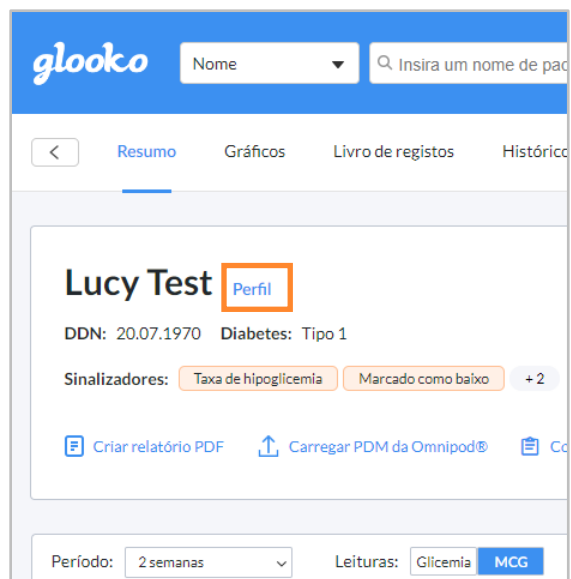 glooko
Nome
Insira um nome de pac
Resumo Gráficos Livro de registos Histórico
Lucy Test Perfil
DDN: 20.07.1970 Diabetes: Tipo 1
Sinalizadores: Taxa de hipoglicemia Marcado como baixo +2
Criar relatório PDF Carregar PDM da Omnipod® Co
Período: 2 semanas Leituras: Glicemia MCG